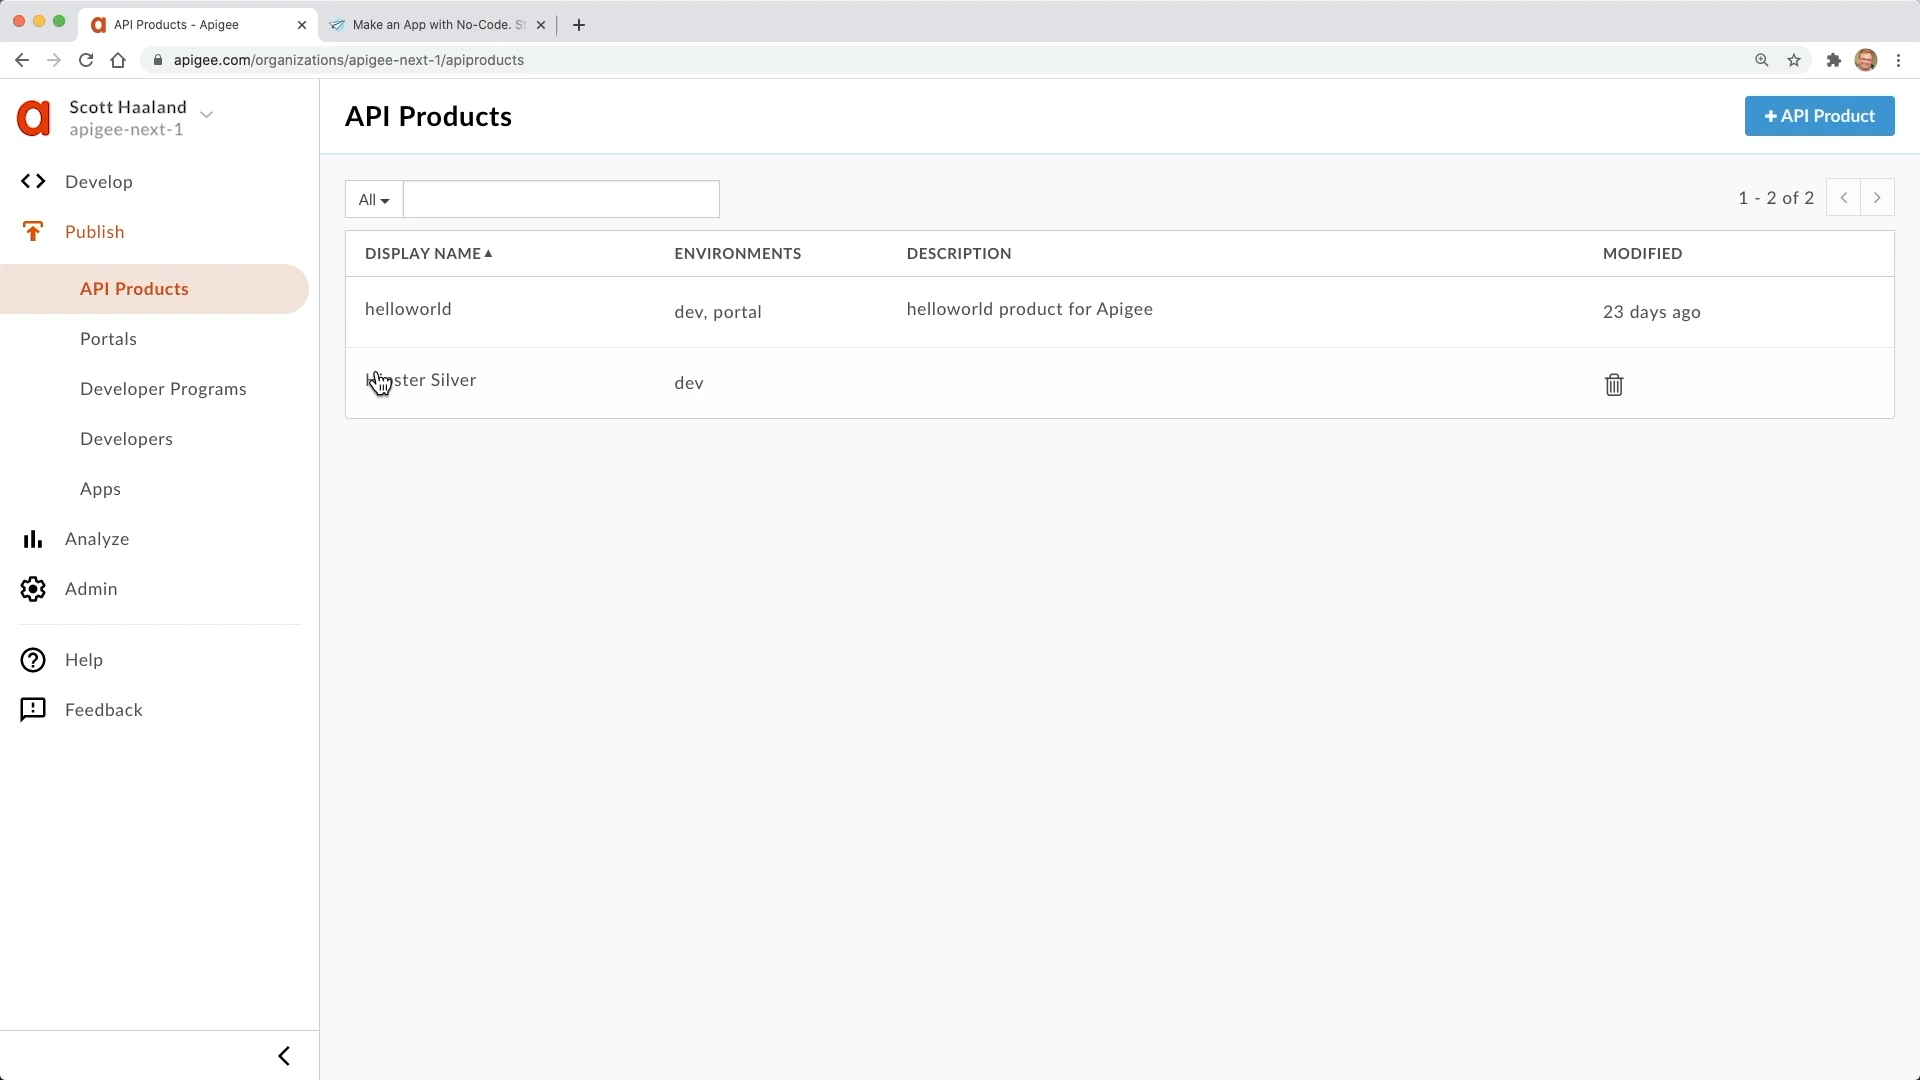 API Products - Apigee
Make an App with No-Code. St
apigee.com/organizations/apigee-next-1/apiproducts
Scott Haaland
apigee-next-1
Develop
Publish
API Products
Portals
Developer Programs
Developers
Apps
Analyze
Admin
Help
Feedback
API Products
+ API Product
All
1 - 2 of 2
DISPLAY NAME ENVIRONMENTS DESCRIPTION MODIFIED
helloworld dev, portal helloworld product for Apigee 23 days ago
Silver dev